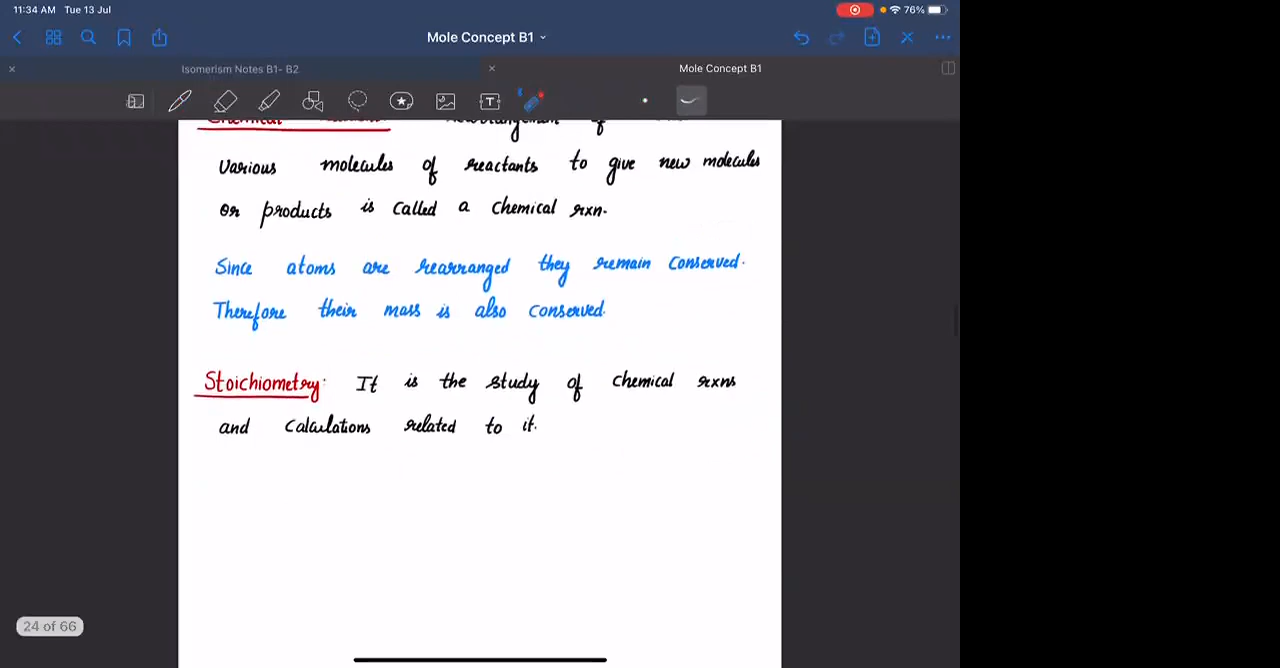 11:34 AM Tue 13 Jul
76%
Mole Concept B1
Isomerism Notes B1- B2
Mole Concept B1
Chemical rearrangement of
various molecules of reactants to give new molecules
or products is called a chemical rxn.
Since atoms are rearranged they remain conserved.
Therefore their mass is also conserved.
Stoichiometry: It is the study of chemical rxns
and calculations related to it.
24 of 66